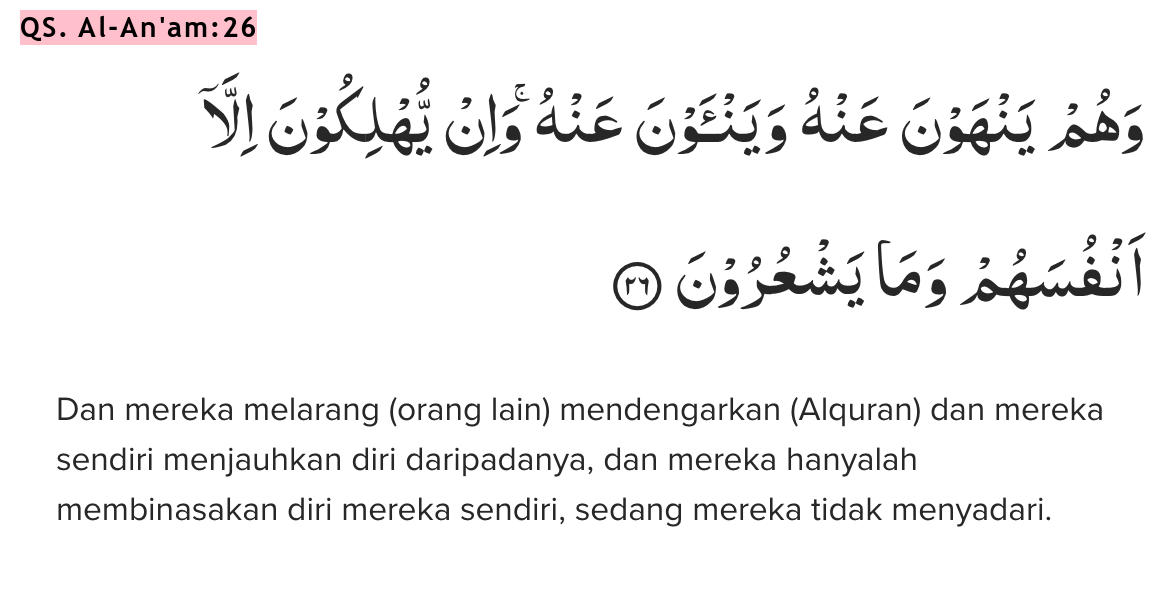 QS. Al-An'am:26
وَهُمْ يَنْهَوْنَ عَنْهُ وَيَنْـَٔوْنَ عَنْهُ ۚوَاِنْ يُّهْلِكُوْنَ اِلَّآ
اَنْفُسَهُمْ وَمَا يَشْعُرُوْنَ ٢٦
Dan mereka melarang (orang lain) mendengarkan (Alquran) dan mereka
sendiri menjauhkan diri daripadanya, dan mereka hanyalah
membinasakan diri mereka sendiri, sedang mereka tidak menyadari.